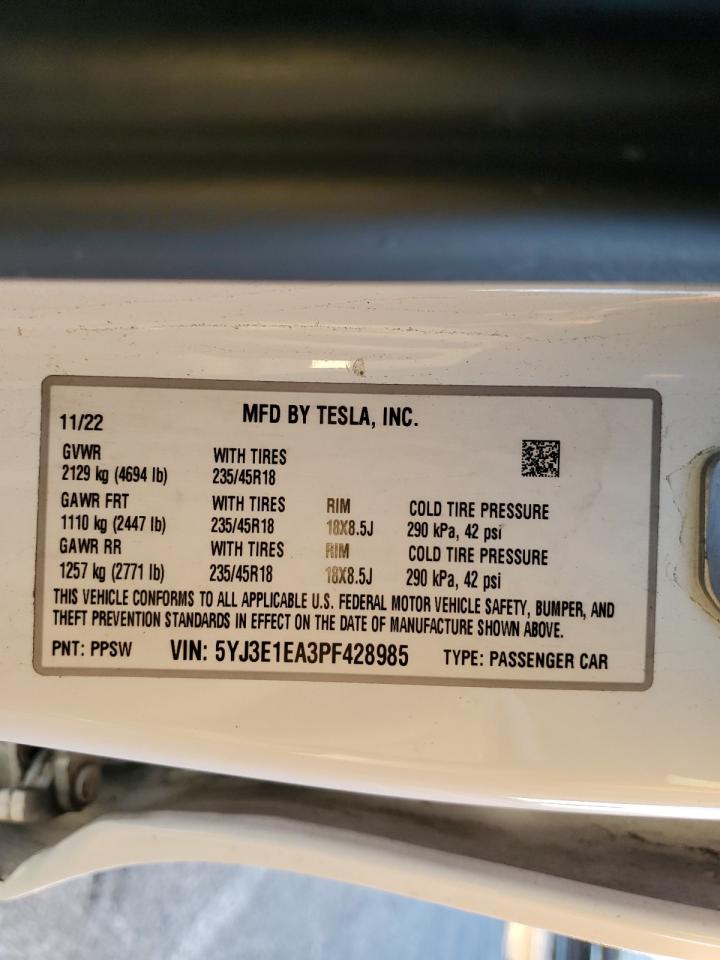 11/22 MFD BY TESLA, INC.
GVWR WITH TIRES
2129 kg (4694 lb) 235/45R18
GAWR FRT WITH TIRES RIM COLD TIRE PRESSURE
1110 kg (2447 lb) 235/45R18 18X8.5J 290 kPa, 42 psi
GAWR RR WITH TIRES RIM COLD TIRE PRESSURE
1257 kg (2771 lb) 235/45R18 18X8.5J 290 kPa, 42 psi
THIS VEHICLE CONFORMS TO ALL APPLICABLE U.S. FEDERAL MOTOR VEHICLE SAFETY, BUMPER, AND
THEFT PREVENTION STANDARDS IN EFFECT ON THE DATE OF MANUFACTURE SHOWN ABOVE.
PNT: PPSW VIN: 5YJ3E1EA3PF428985 TYPE: PASSENGER CAR